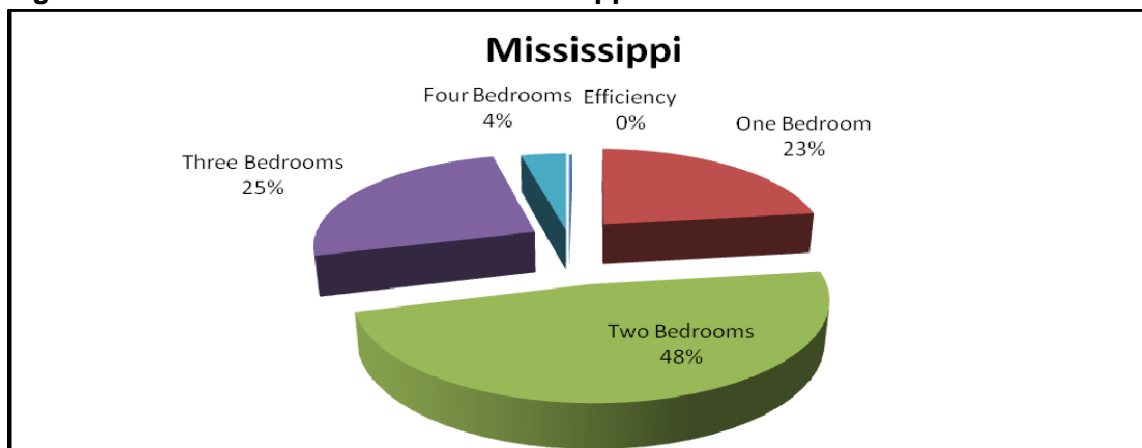 Mississippi
Four Bedrooms
4%
Efficiency
0%
One Bedroom
23%
Three Bedrooms
25%
Two Bedrooms
48%